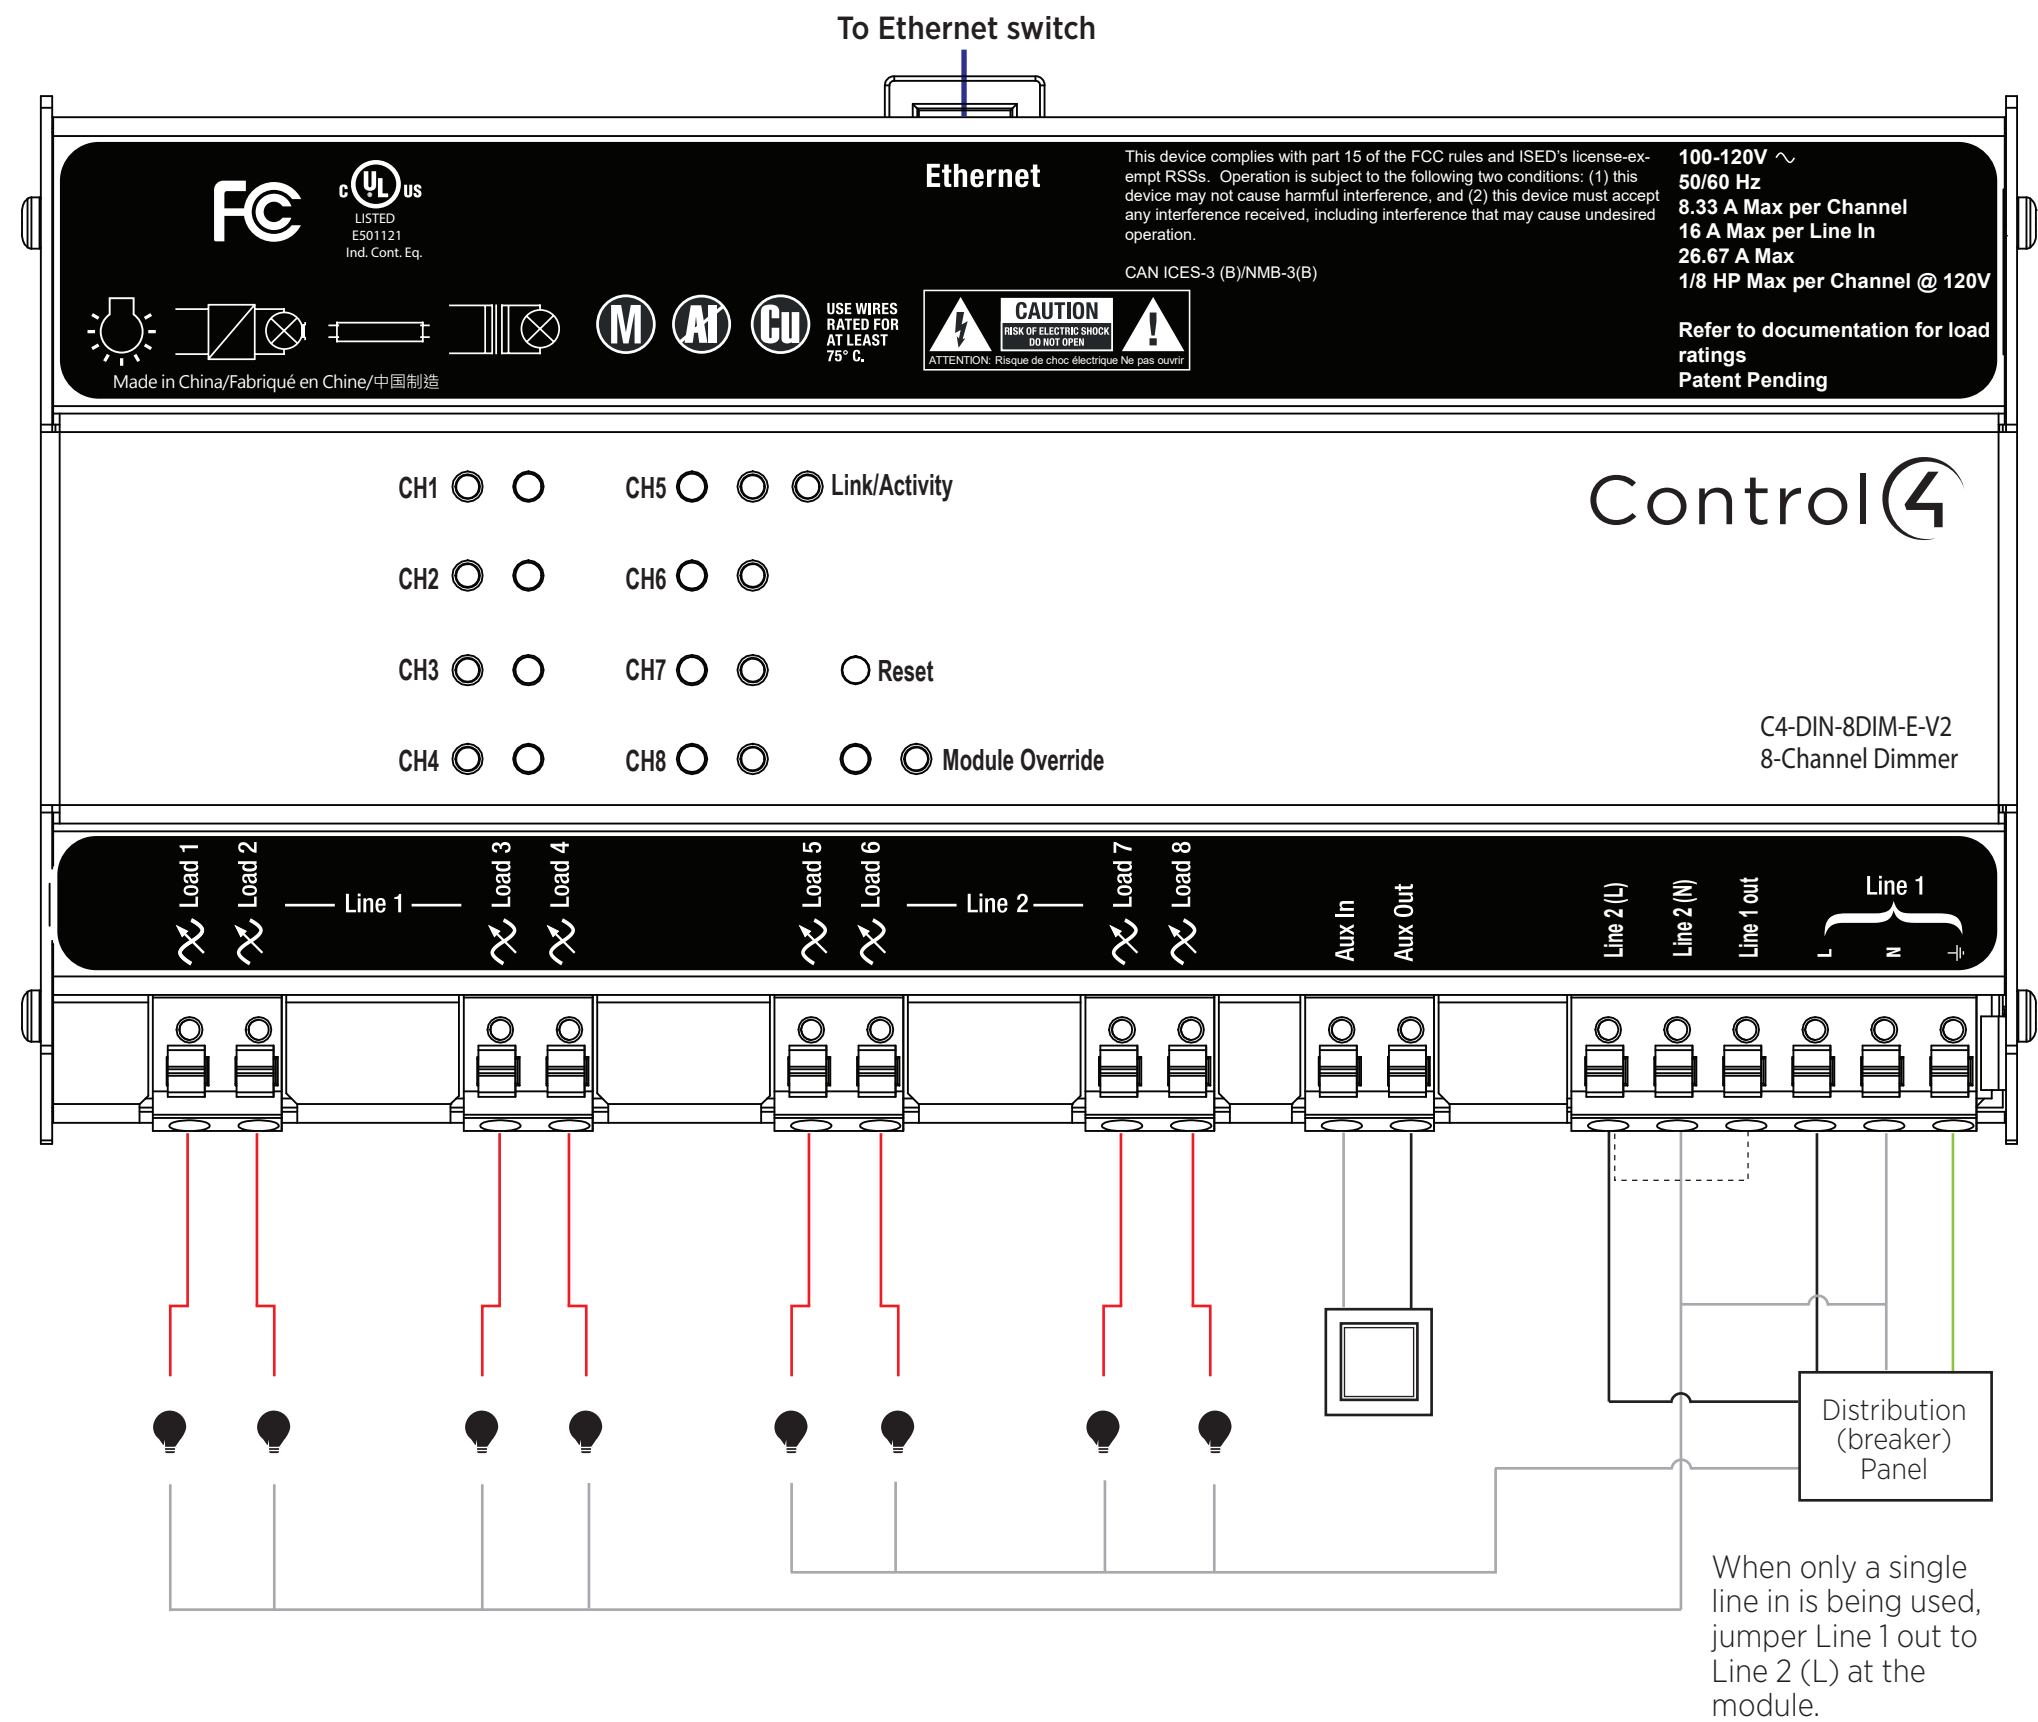 To Ethernet switch
FC
C UL US
LISTED
E501121
Ind. Cont. Eq.
Ethernet
This device complies with part 15 of the FCC rules and ISED's license-ex-
empt RSSs. Operation is subject to the following two conditions: (1) this
device may not cause harmful interference, and (2) this device must accept
any interference received, including interference that may cause undesired
operation.
CAN ICES-3 (B)/NMB-3(B)
100-120V ∿
50/60 Hz
8.33 A Max per Channel
16 A Max per Line In
26.67 A Max
1/8 HP Max per Channel @ 120V
Refer to documentation for load
ratings
Patent Pending
M Al Cu
USE WIRES
RATED FOR
AT LEAST
75° C.
CAUTION
RISK OF ELECTRIC SHOCK
DO NOT OPEN
ATTENTION: Risque de choc électrique Ne pas ouvrir
Made in China/Fabriqué en Chine/中国制造
CH1 CH5 Link/Activity
CH2 CH6
CH3 CH7 Reset
CH4 CH8 Module Override
Control4
C4-DIN-8DIM-E-V2
8-Channel Dimmer
Load 1
Load 2
Line 1
Load 3
Load 4
Load 5
Load 6
Line 2
Load 7
Load 8
Aux In
Aux Out
Line 2 (L)
Line 2 (N)
Line 1 out
Line 1
L
N
Distribution
(breaker)
Panel
When only a single
line in is being used,
jumper Line 1 out to
Line 2 (L) at the
module.